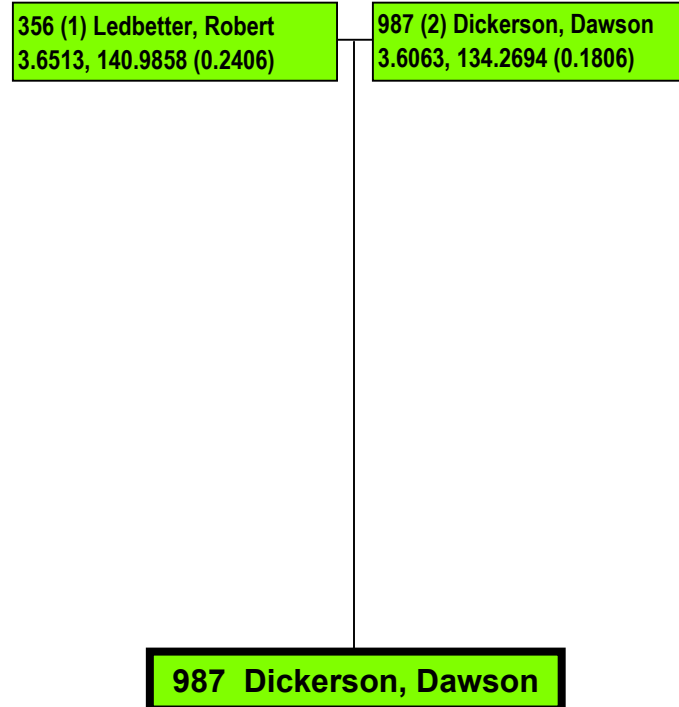 356 (1) Ledbetter, Robert
3.6513, 140.9858 (0.2406)
987 (2) Dickerson, Dawson
3.6063, 134.2694 (0.1806)
987 Dickerson, Dawson